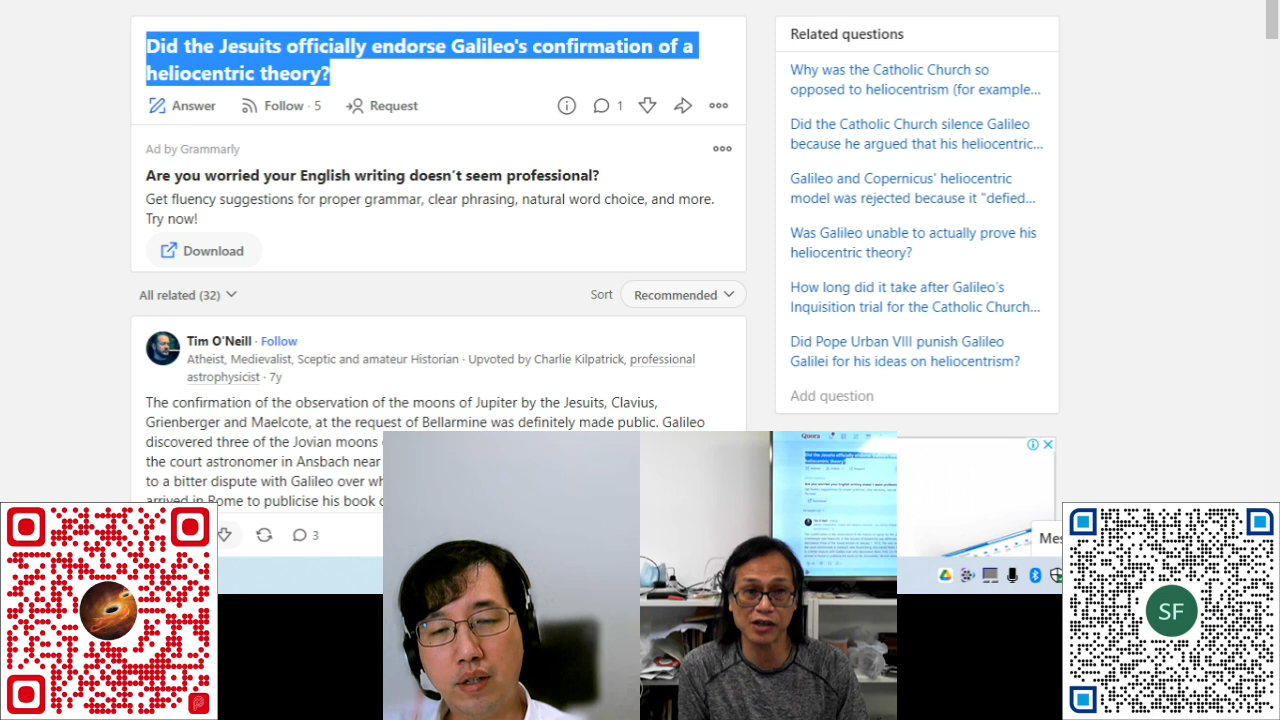 Did the Jesuits officially endorse Galileo's confirmation of a
heliocentric theory?
Answer
Follow · 5
Request
1
Ad by Grammarly
Are you worried your English writing doesn't seem professional?
Get fluency suggestions for proper grammar, clear phrasing, natural word choice, and more.
Try now!
Download
All related (32)
Sort
Recommended
Tim O'Neill · Follow
Atheist, Medievalist, Sceptic and amateur Historian · Upvoted by Charlie Kilpatrick, professional
astrophysicist · 7y
The confirmation of the observation of the moons of Jupiter by the Jesuits, Clavius,
Grienberger and Maelcote, at the request of Bellarmine was definitely made public. Galileo
discovered three of the Jovian moons
the court astronomer in Ansbach near
to a bitter dispute with Galileo over
arrived in Rome to publicise his book
3
Related questions
Why was the Catholic Church so
opposed to heliocentrism (for example...
Did the Catholic Church silence Galileo
because he argued that his heliocentric...
Galileo and Copernicus' heliocentric
model was rejected because it "defied...
Was Galileo unable to actually prove his
heliocentric theory?
How long did it take after Galileo's
Inquisition trial for the Catholic Church...
Did Pope Urban VIII punish Galileo
Galilei for his ideas on heliocentrism?
Add question
Quora
Mes
SF